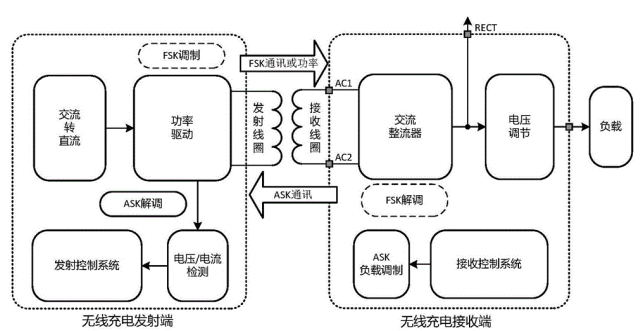 FSK调制
FSK通讯或功率
RECT
交流
转
直流
功率
驱动
发
射
线
圈
接
收
线
圈
AC1
AC2
交流
整流器
电压
调节
负载
ASK解调
ASK通讯
FSK解调
发射控制系统
电压/电流
检测
ASK
负载调制
接收控制系统
无线充电发射端
无线充电接收端